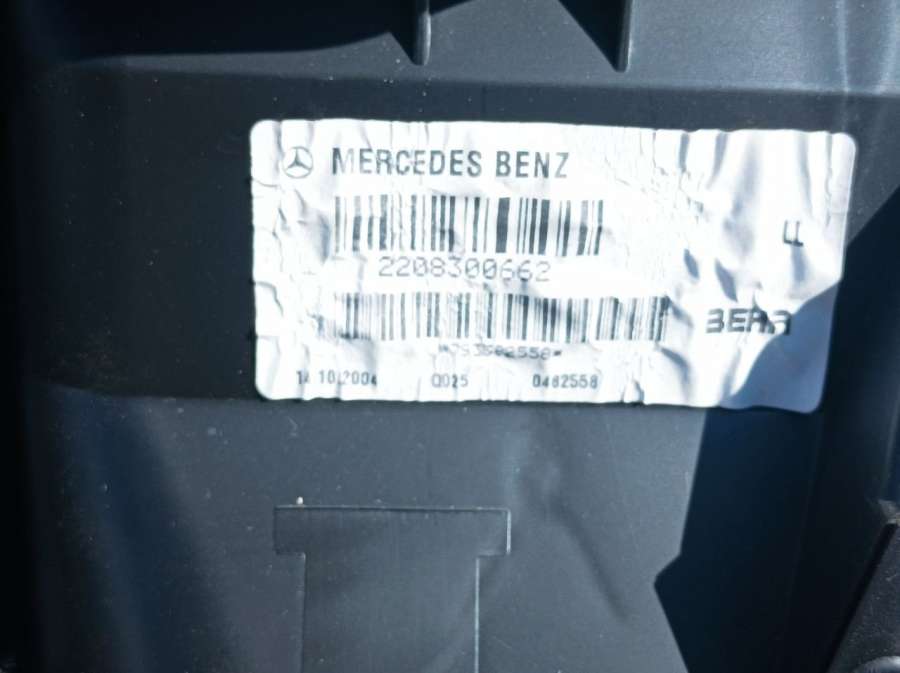 MERCEDES BENZ
LL
2208300662
BEHR
14.10.2004 Q025 0482558